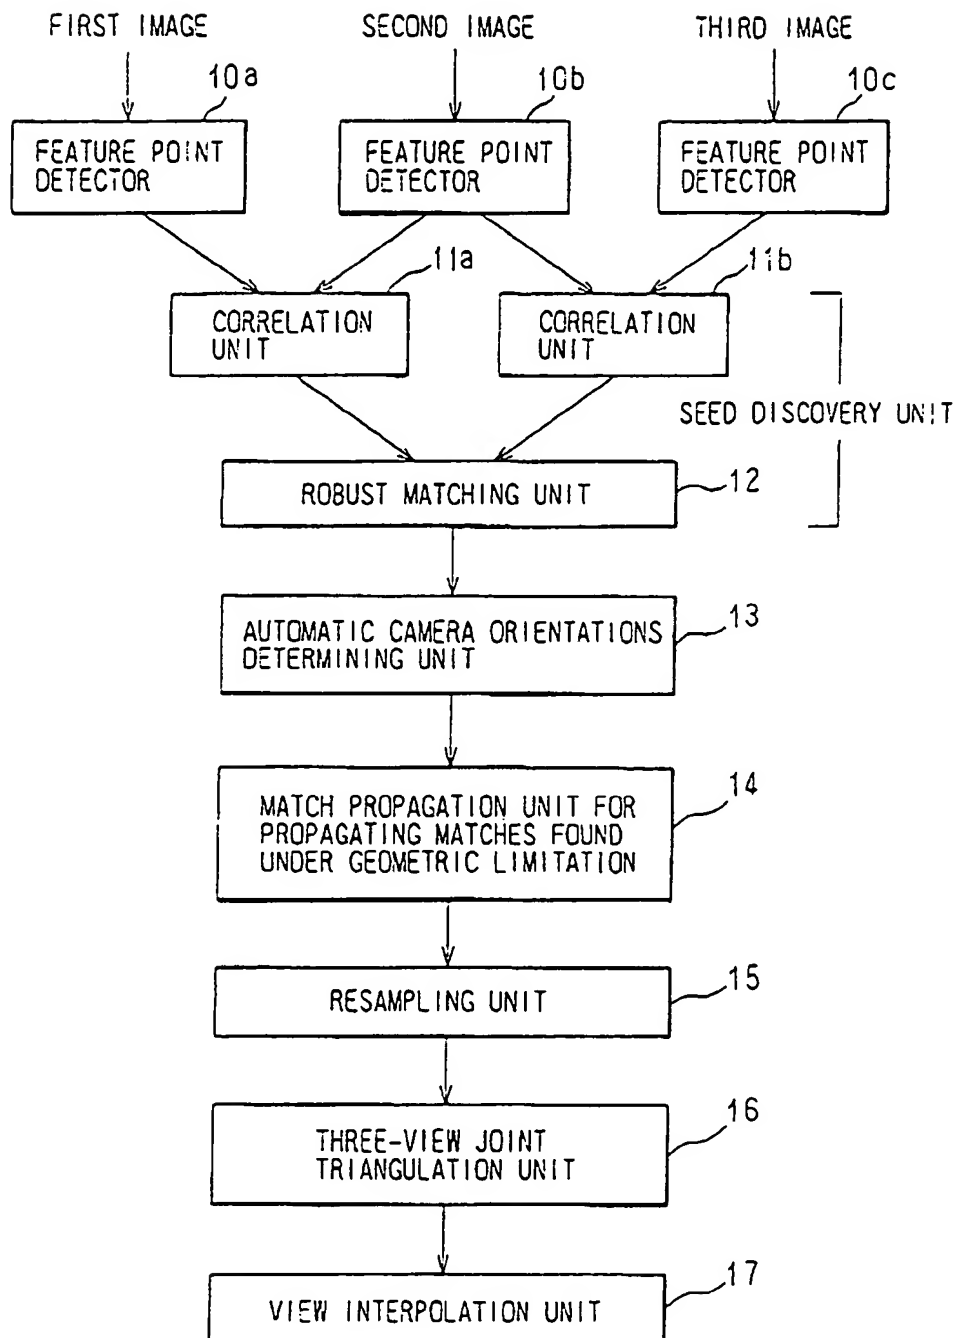 FIRST IMAGE
SECOND IMAGE
THIRD IMAGE
10a
10b
10c
FEATURE POINT
DETECTOR
FEATURE POINT
DETECTOR
FEATURE POINT
DETECTOR
11a
11b
CORRELATION
UNIT
CORRELATION
UNIT
SEED DISCOVERY UNIT
ROBUST MATCHING UNIT
12
AUTOMATIC CAMERA ORIENTATIONS
DETERMINING UNIT
13
MATCH PROPAGATION UNIT FOR
PROPAGATING MATCHES FOUND
UNDER GEOMETRIC LIMITATION
14
RESAMPLING UNIT
15
THREE-VIEW JOINT
TRIANGULATION UNIT
16
VIEW INTERPOLATION UNIT
17